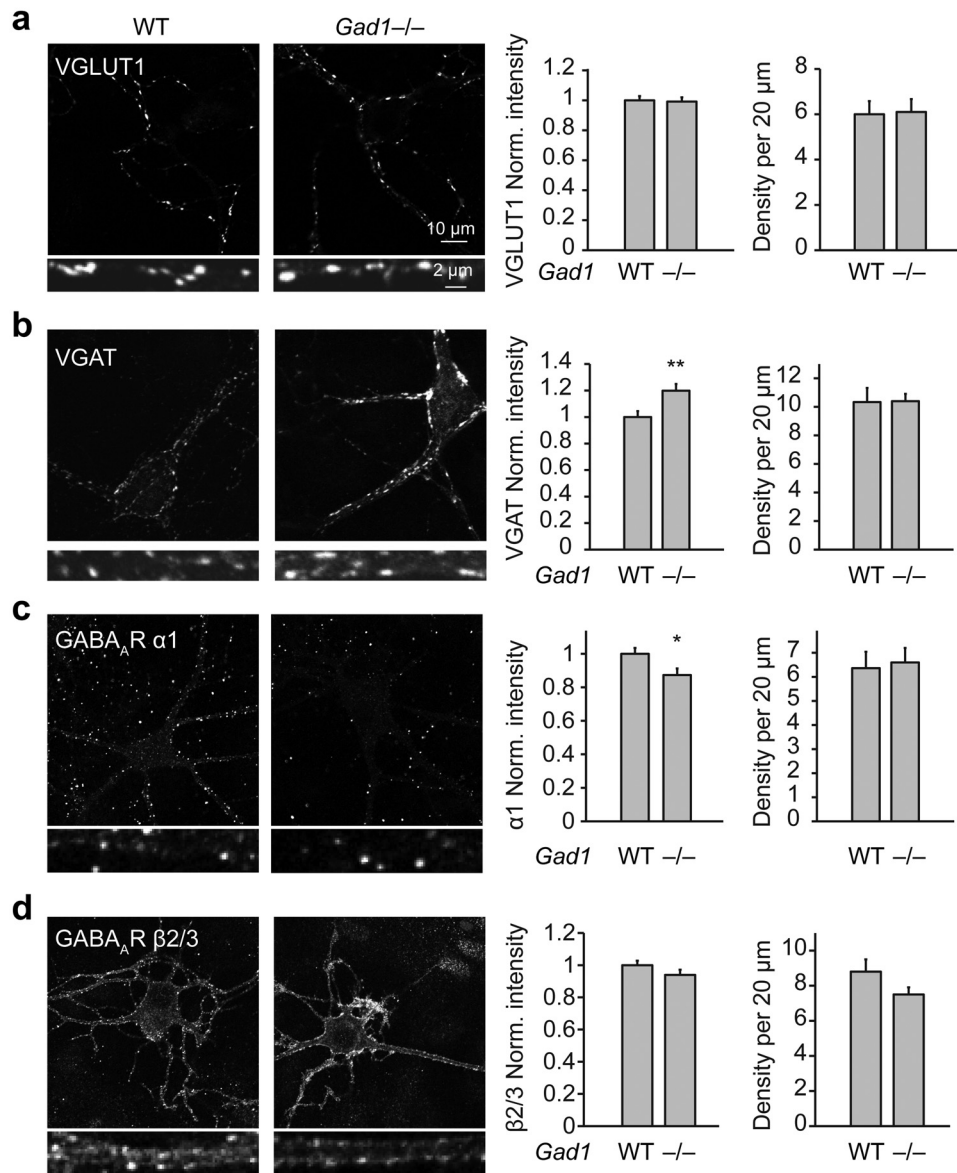 WT Gad1–/–
a
VGLUT1
10 µm
2 µm
VGLUT1 Norm. intensity
1.2
1
0.8
0.6
0.4
0.2
0
Gad1 WT –/–
Density per 20 µm
8
6
4
2
0
WT –/–
b
VGAT
VGAT Norm. intensity
1.4
1.2
1
0.8
0.6
0.4
0.2
0
**
Gad1 WT –/–
Density per 20 µm
12
10
8
6
4
2
0
WT –/–
c
GABAAR α1
α1 Norm. intensity
1
0.8
0.6
0.4
0.2
0
*
Gad1 WT –/–
Density per 20 µm
7
6
5
4
3
2
1
0
WT –/–
d
GABAAR β2/3
β2/3 Norm. intensity
1.2
1
0.8
0.6
0.4
0.2
0
Gad1 WT –/–
Density per 20 µm
10
8
6
4
2
0
WT –/–